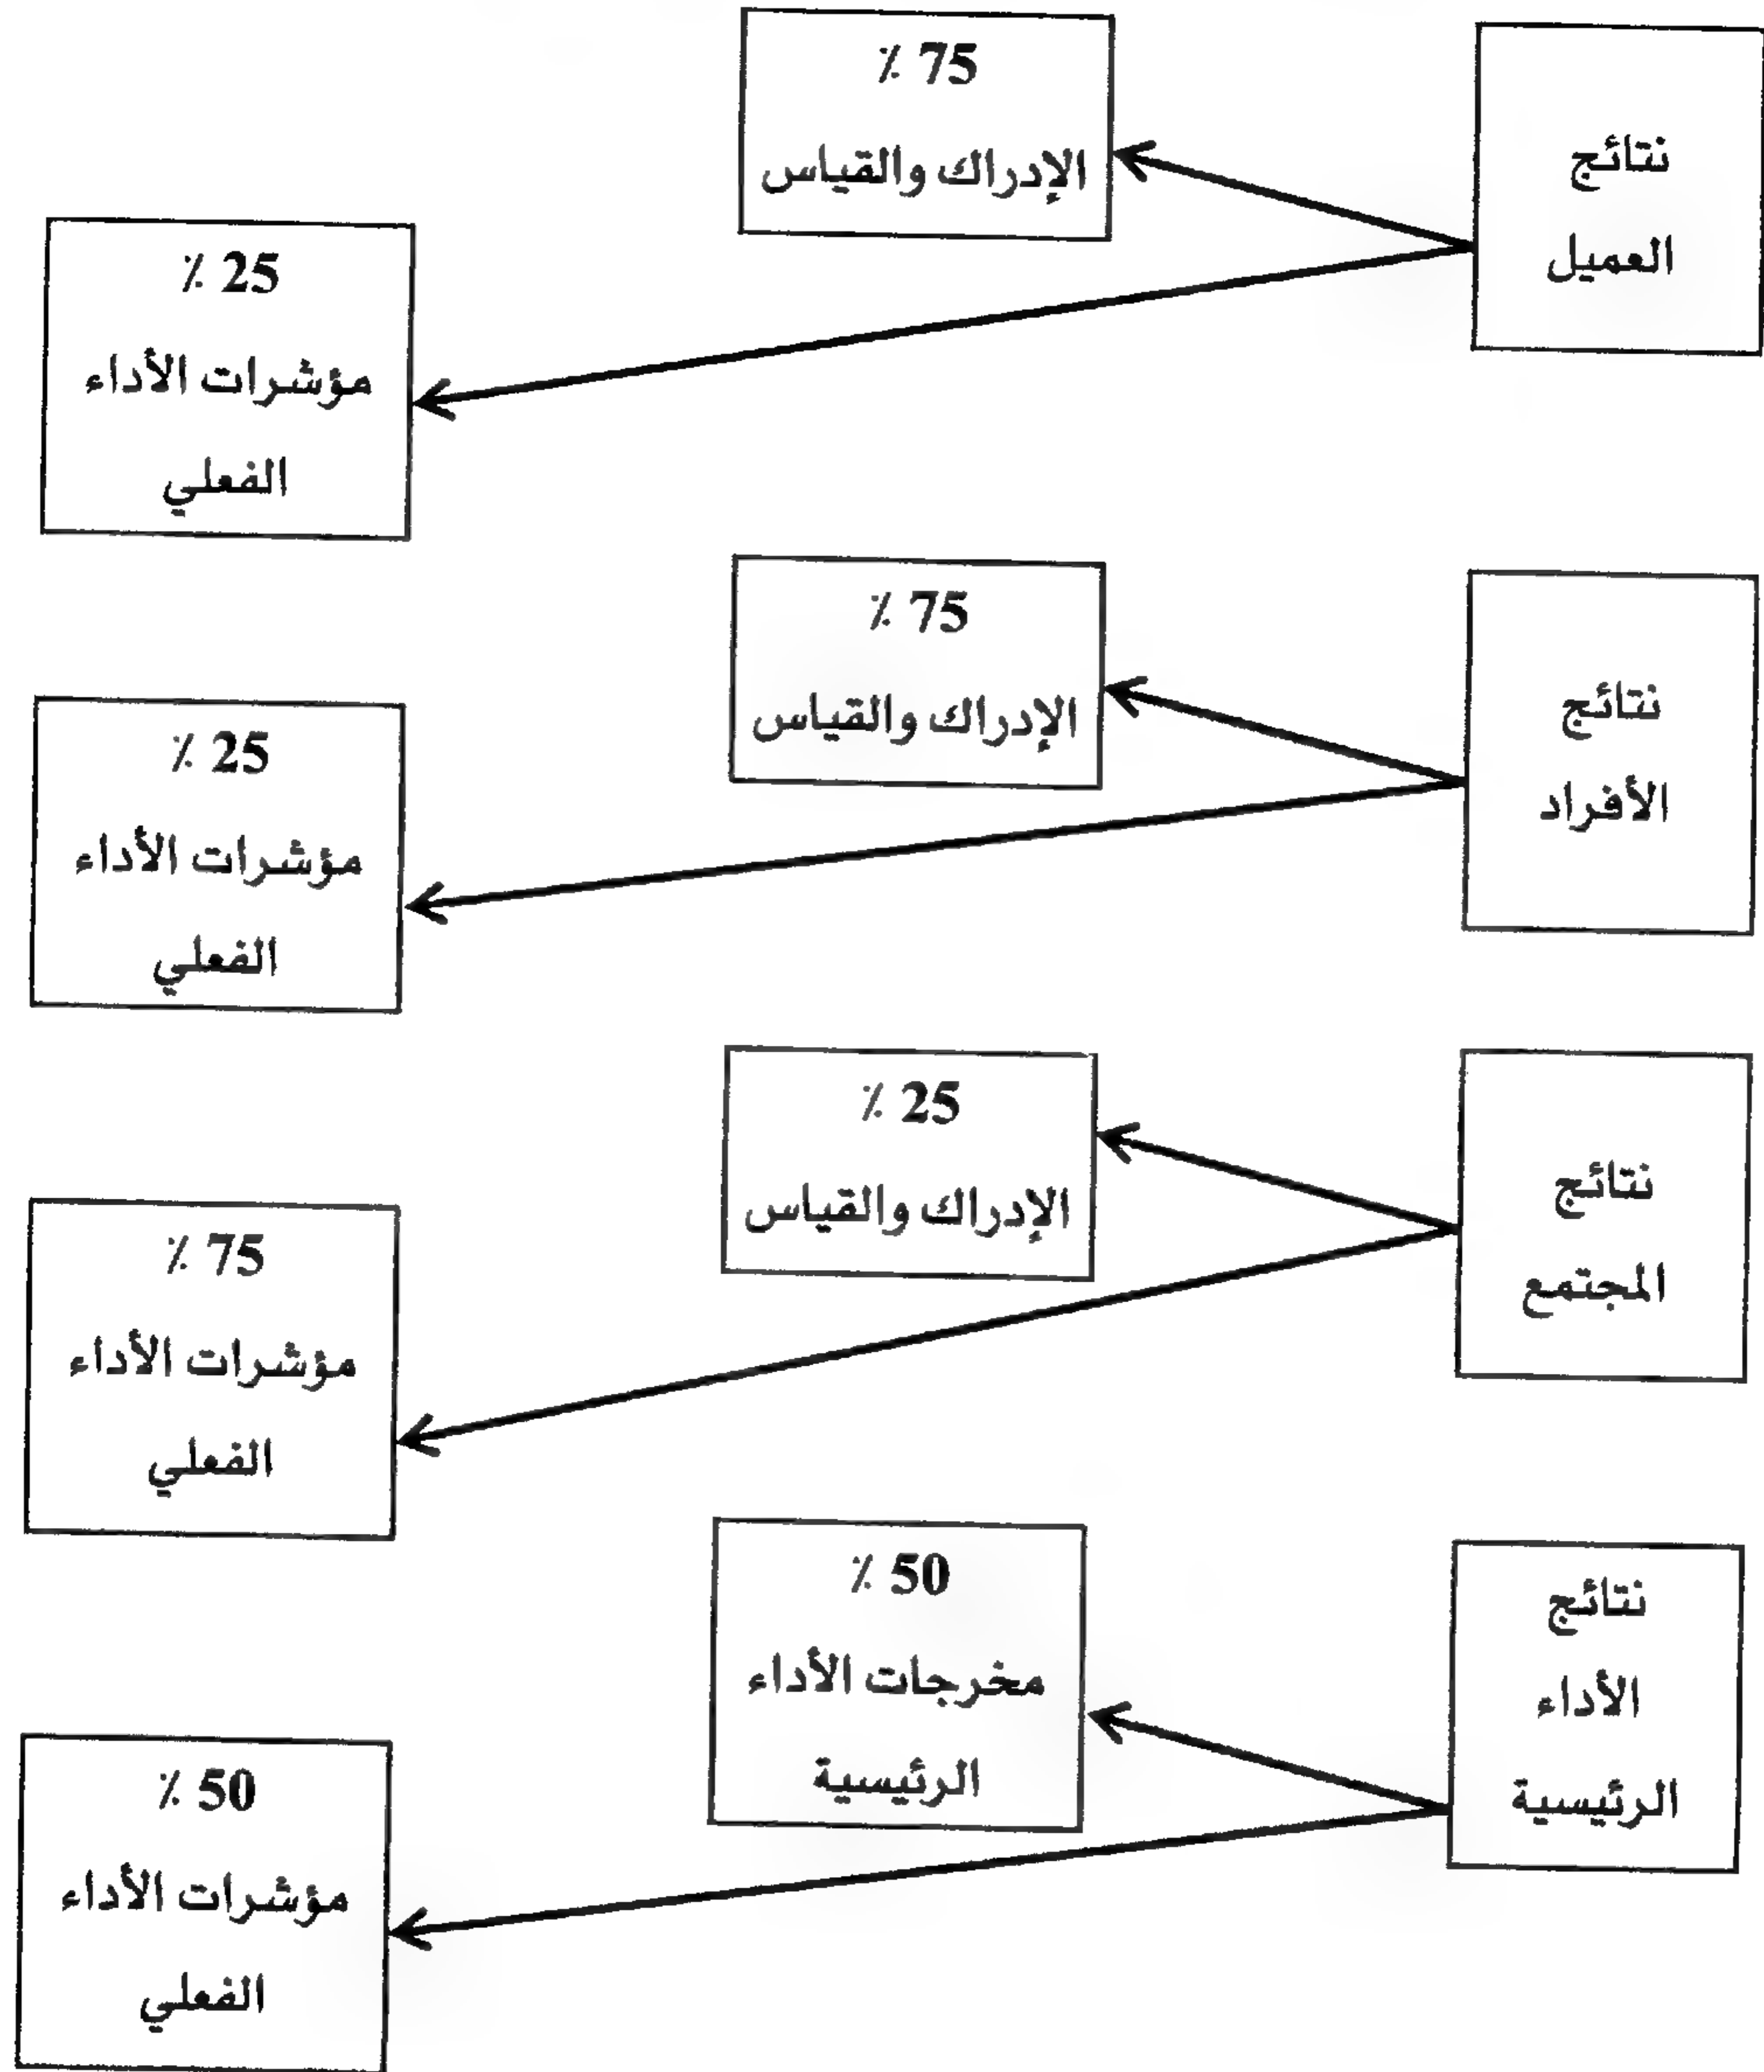 نتائج
العميل
٪ 75
الإدراك والقياس
٪ 25
مؤشرات الأداء
الفعلي
نتائج
الأفراد
٪ 75
الإدراك والقياس
٪ 25
مؤشرات الأداء
الفعلي
نتائج
المجتمع
٪ 25
الإدراك والقياس
٪ 75
مؤشرات الأداء
الفعلي
نتائج
الأداء
الرئيسية
٪ 50
مخرجات الأداء
الرئيسية
٪ 50
مؤشرات الأداء
الفعلي